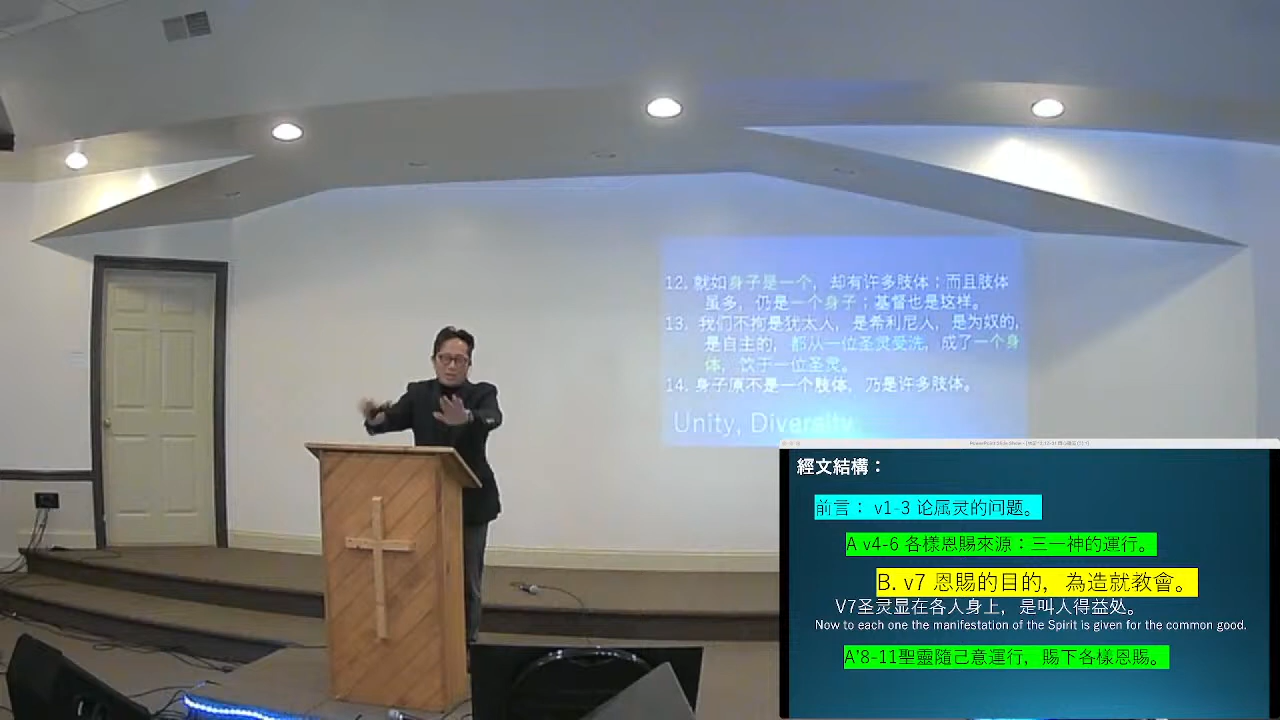 12. 就如身子是一个，却有许多肢体；而且肢体
虽多，仍是一个身子；基督也是这样。
13. 我们不拘是犹太人，是希利尼人，是为奴的，
是自主的，都从一位圣灵受洗，成了一个身
体，饮于一位圣灵。
14. 身子原不是一个肢体，乃是许多肢体。
Unity, Diversity
經文結構：
前言： v1-3 论属灵的问题。
A v4-6 各樣恩賜來源：三一神的運行。
B. v7 恩賜的目的，為造就教會。
V7圣灵显在各人身上，是叫人得益处。
Now to each one the manifestation of the Spirit is given for the common good.
A'8-11聖靈隨己意運行，賜下各樣恩賜。